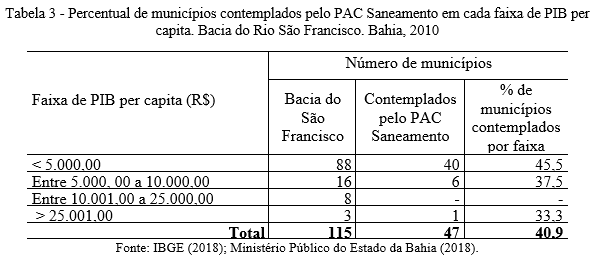 Tabela 3 - Percentual de municípios contemplados pelo PAC Saneamento em cada faixa de PIB per
capita. Bacia do Rio São Francisco. Bahia, 2010
Faixa de PIB per capita (R$)
Número de municípios
Bacia do
São
Francisco
Contemplados
pelo PAC
Saneamento
% de
municípios
contemplados
por faixa
< 5.000,00 88 40 45,5
Entre 5.000, 00 a 10.000,00 16 6 37,5
Entre 10.001,00 a 25.000,00 8 - -
> 25.001,00 3 1 33,3
Total 115 47 40,9
Fonte: IBGE (2018); Ministério Público do Estado da Bahia (2018).